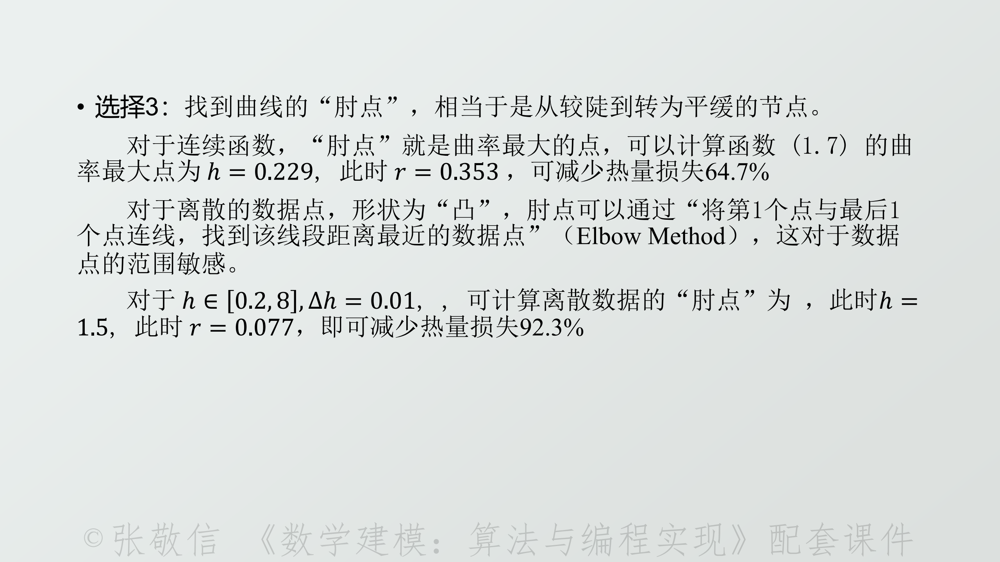 • 选择3：找到曲线的“肘点”，相当于是从较陡到转为平缓的节点。
对于连续函数，“肘点”就是曲率最大的点，可以计算函数 (1.7) 的曲
率最大点为 h = 0.229, 此时 r = 0.353 ，可减少热量损失64.7%
对于离散的数据点，形状为“凸”，肘点可以通过“将第1个点与最后1
个点连线，找到该线段距离最近的数据点”（Elbow Method），这对于数据
点的范围敏感。
对于 h ∈ [0.2, 8], Δh = 0.01, , 可计算离散数据的“肘点”为 ，此时h =
1.5, 此时 r = 0.077，即可减少热量损失92.3%
©张敬信 《数学建模：算法与编程实现》配套课件